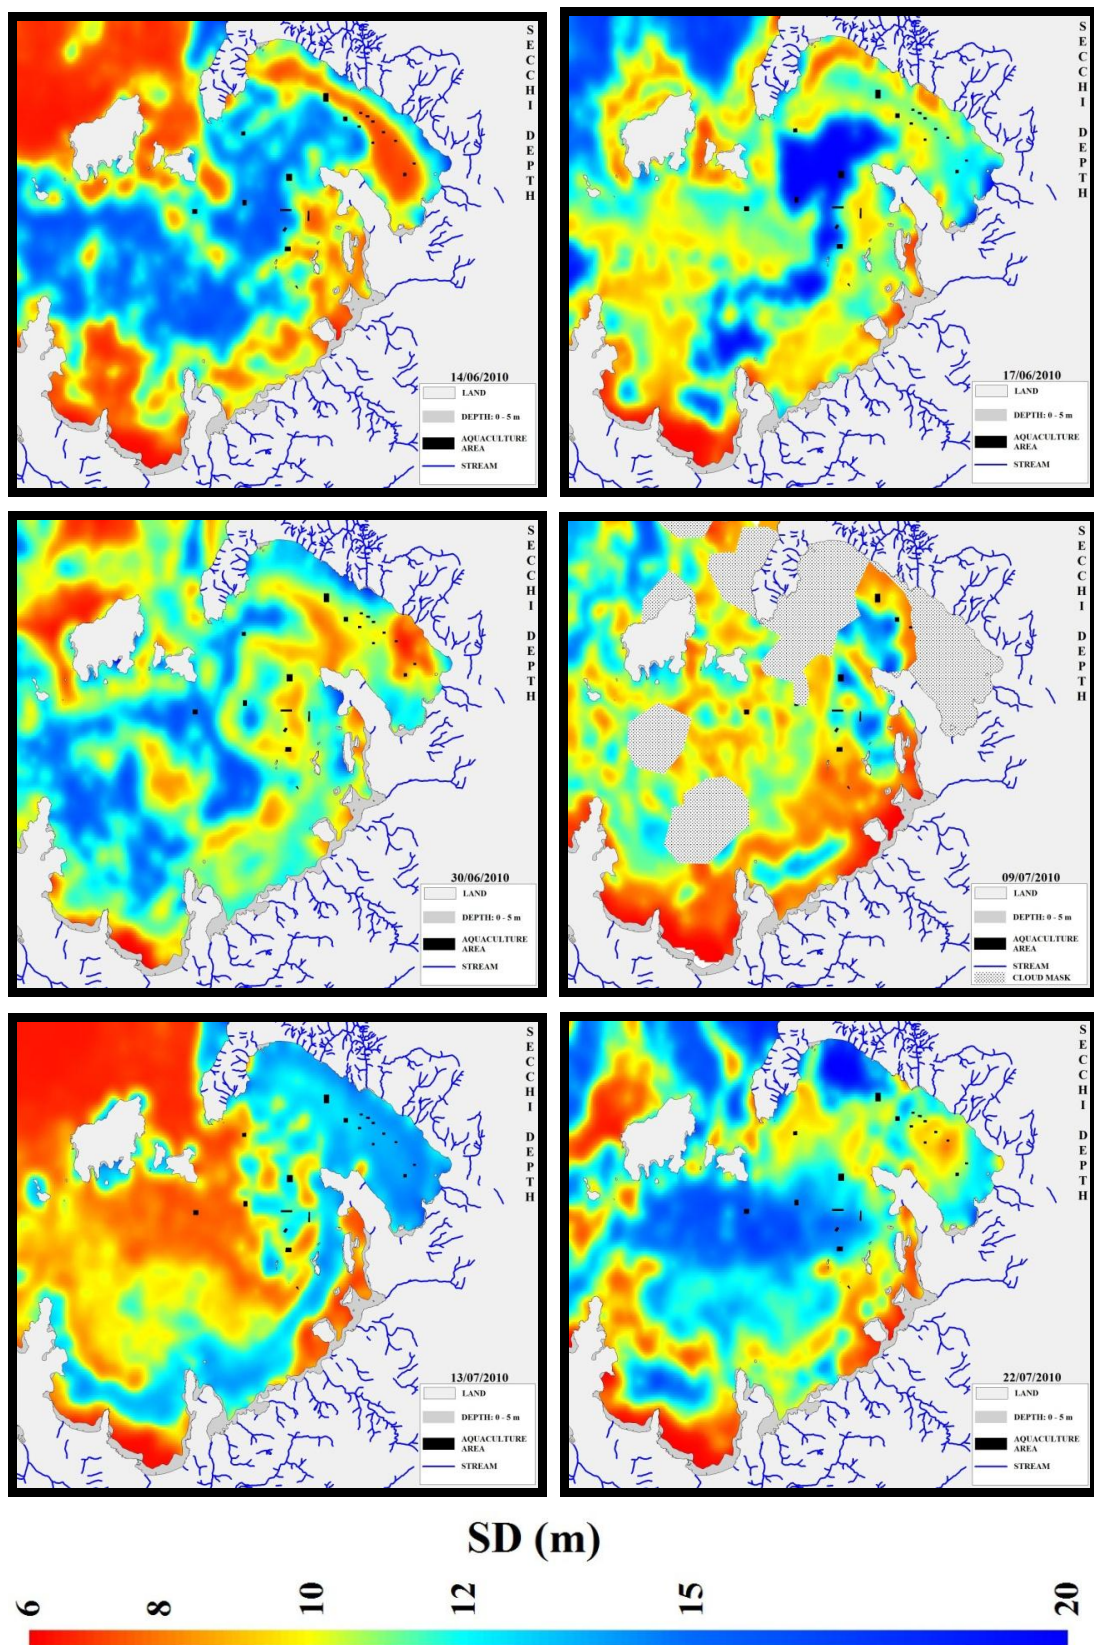 SECCHI DEPTH
14/06/2010
LAND
DEPTH: 0 - 5 m
AQUACULTURE
AREA
STREAM
SECCHI DEPTH
17/06/2010
LAND
DEPTH: 0 - 5 m
AQUACULTURE
AREA
STREAM
SECCHI DEPTH
30/06/2010
LAND
DEPTH: 0 - 5 m
AQUACULTURE
AREA
STREAM
SECCHI DEPTH
09/07/2010
LAND
DEPTH: 0 - 5 m
AQUACULTURE
AREA
STREAM
CLOUD MASK
SECCHI DEPTH
13/07/2010
LAND
DEPTH: 0 - 5 m
AQUACULTURE
AREA
STREAM
SECCHI DEPTH
22/07/2010
LAND
DEPTH: 0 - 5 m
AQUACULTURE
AREA
STREAM
SD (m)
6 8 10 12 15 20